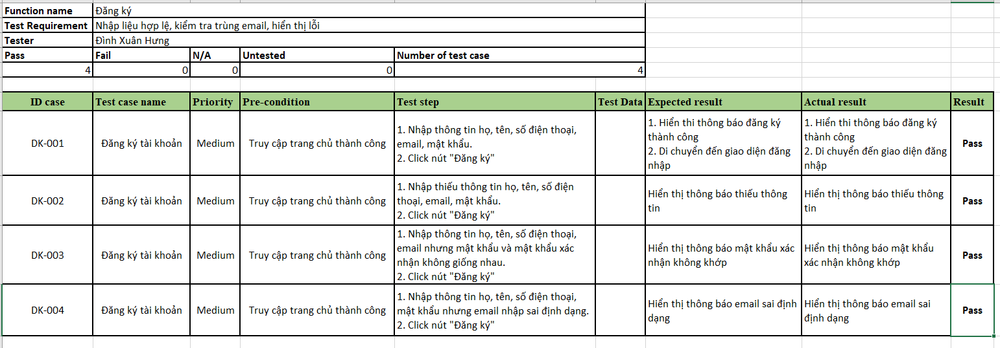 Function name Đăng ký
Test Requirement Nhập liệu hợp lệ, kiểm tra trùng email, hiển thị lỗi
Tester Đình Xuân Hưng
Pass Fail N/A Untested Number of test case
4 0 0 0 4
ID case Test case name Priority Pre-condition Test step Test Data Expected result Actual result Result
DK-001
Đăng ký tài khoản
Medium
Truy cập trang chủ thành công
1. Nhập thông tin họ, tên, số điện thoại,
email, mật khẩu.
2. Click nút "Đăng ký"
1. Hiển thi thông báo đăng ký
thành công
2. Di chuyển đến giao diện đăng
nhập
1. Hiển thi thông báo đăng ký
thành công
2. Di chuyển đến giao diện đăng
nhập
Pass
DK-002
Đăng ký tài khoản
Medium
Truy cập trang chủ thành công
1. Nhập thiếu thông tin họ, tên, số điện
thoại, email, mật khẩu.
2. Click nút "Đăng ký"
Hiển thị thông báo thiếu thông
tin
Hiển thị thông báo thiếu thông
tin
Pass
DK-003
Đăng ký tài khoản
Medium
Truy cập trang chủ thành công
1. Nhập thông tin họ, tên, số điện thoại,
email nhưng mật khẩu và mật khẩu xác
nhận không giống nhau.
2. Click nút "Đăng ký"
Hiển thị thông báo mật khẩu xác
nhận không khớp
Hiển thị thông báo mật khẩu
xác nhận không khớp
Pass
DK-004
Đăng ký tài khoản
Medium
Truy cập trang chủ thành công
1. Nhập thông tin họ, tên, số điện thoại,
mật khẩu nhưng email nhập sai định dạng.
2. Click nút "Đăng ký"
Hiển thị thông báo email sai định
dạng
Hiển thị thông báo email sai
định dạng
Pass